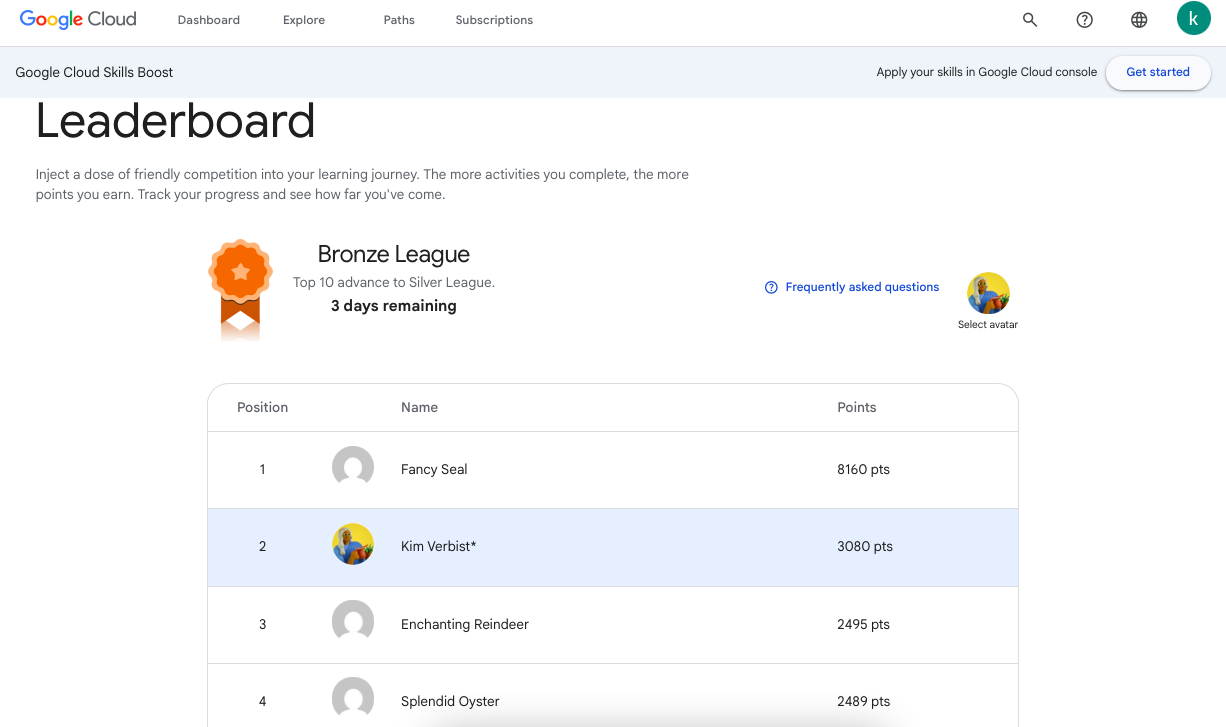 Google Cloud Dashboard Explore Paths Subscriptions k
Google Cloud Skills Boost Apply your skills in Google Cloud console Get started
Leaderboard
Inject a dose of friendly competition into your learning journey. The more activities you complete, the more
points you earn. Track your progress and see how far you've come.
Bronze League
Top 10 advance to Silver League.
3 days remaining
Frequently asked questions
Select avatar
Position Name Points
1 Fancy Seal 8160 pts
2 Kim Verbist* 3080 pts
3 Enchanting Reindeer 2495 pts
4 Splendid Oyster 2489 pts